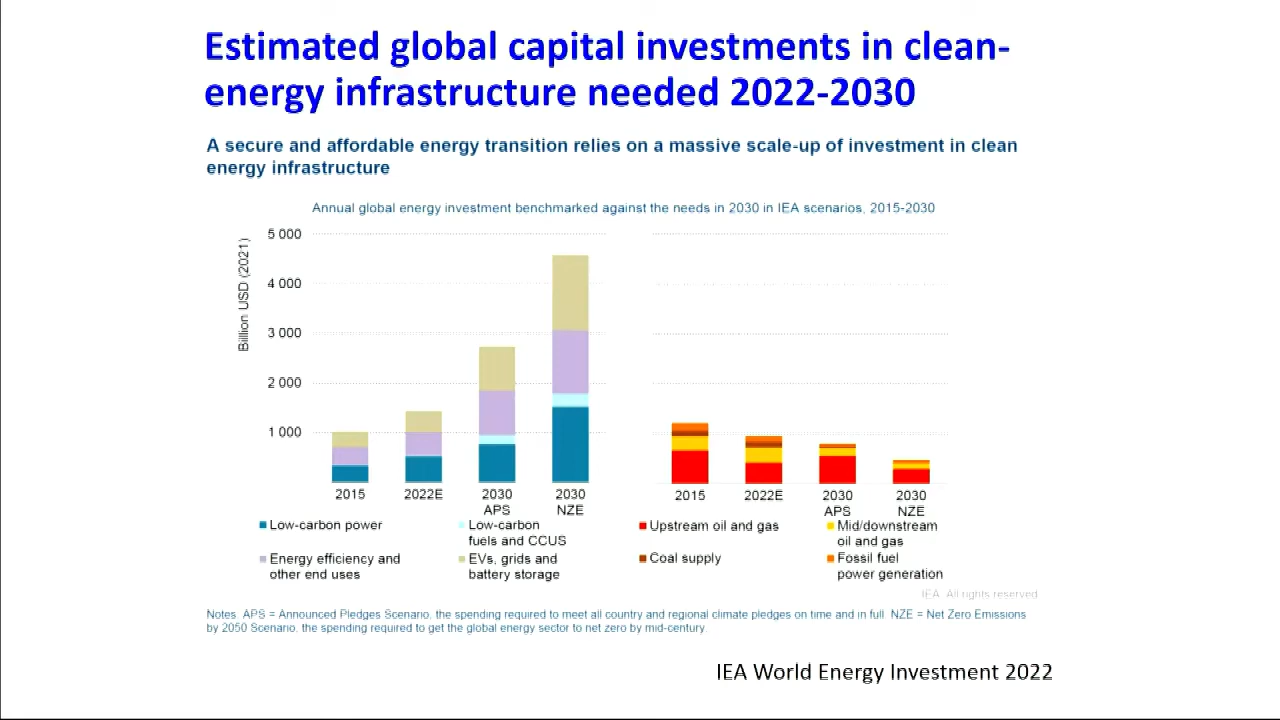 Estimated global capital investments in clean-
energy infrastructure needed 2022-2030
A secure and affordable energy transition relies on a massive scale-up of investment in clean
energy infrastructure
Annual global energy investment benchmarked against the needs in 2030 in IEA scenarios, 2015-2030
Billion USD (2021)
5 000
4 000
3 000
2 000
1 000
2015 2022E 2030 2030
APS NZE
2015 2022E 2030 2030
APS NZE
Low-carbon power
Low-carbon
fuels and CCUS
Energy efficiency and
other end uses
EVs, grids and
battery storage
Upstream oil and gas
Mid/downstream
oil and gas
Coal supply
Fossil fuel
power generation
IEA. All rights reserved.
Notes: APS = Announced Pledges Scenario, the spending required to meet all country and regional climate pledges on time and in full. NZE = Net Zero Emissions
by 2050 Scenario, the spending required to get the global energy sector to net zero by mid-century.
IEA World Energy Investment 2022